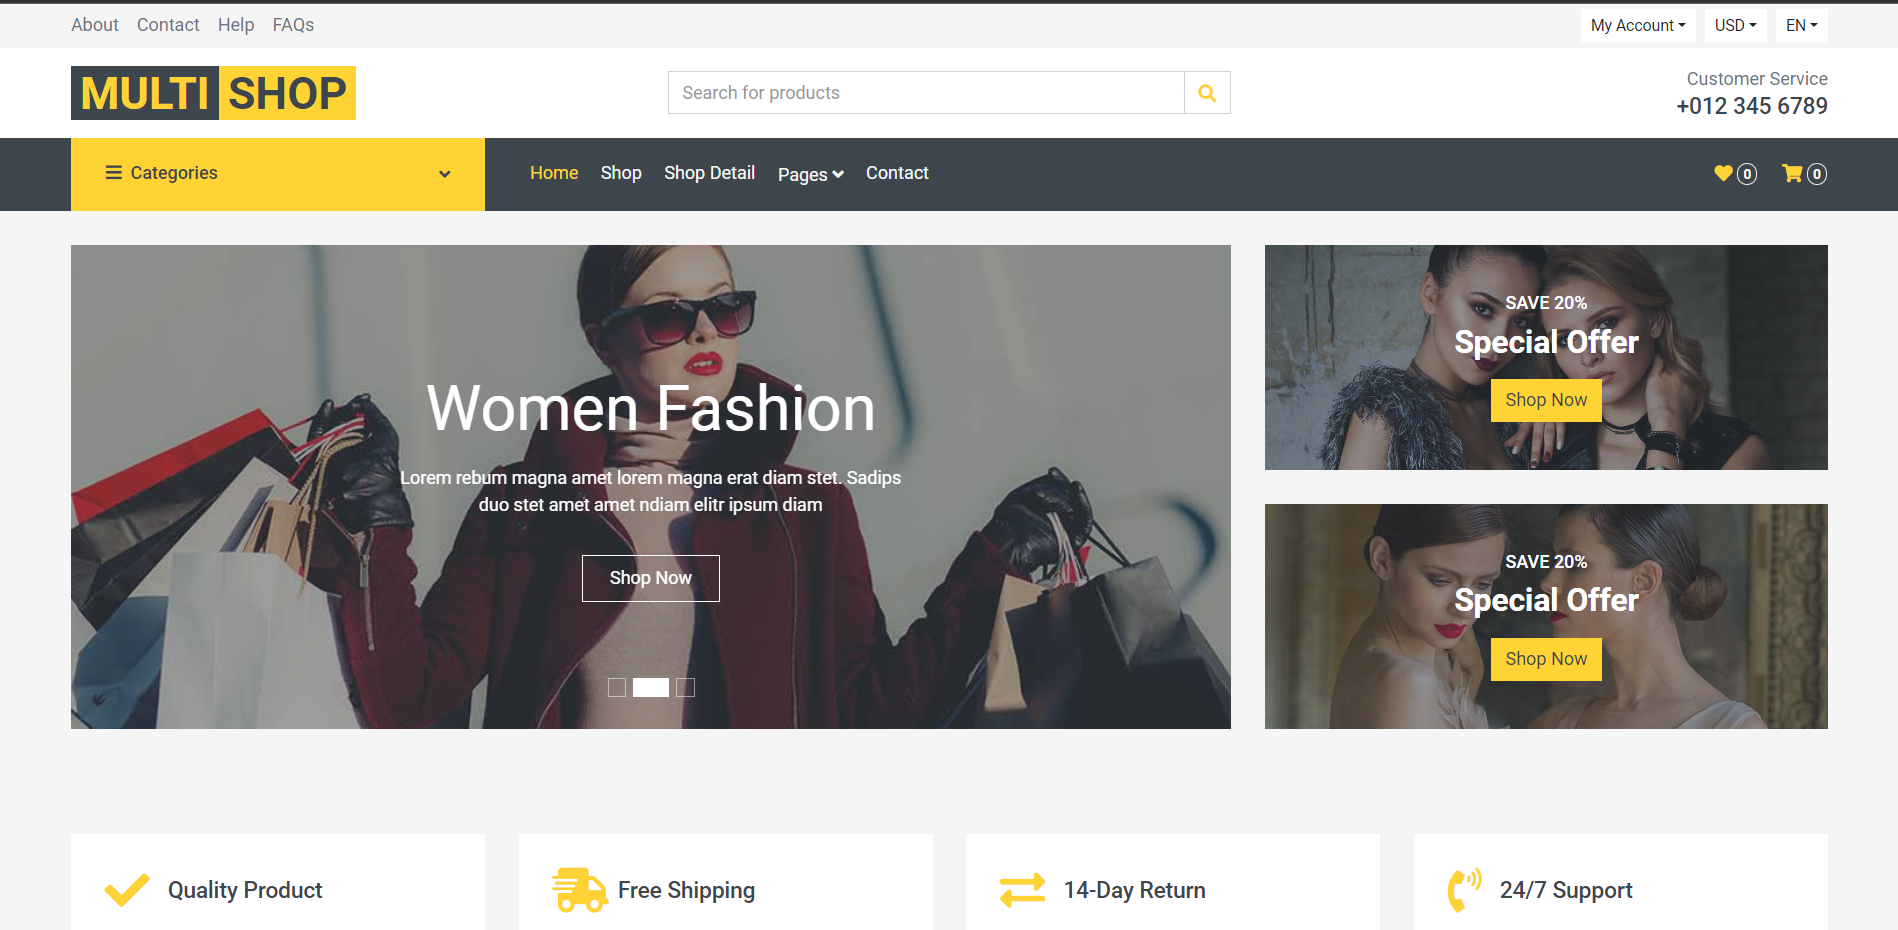 About Contact Help FAQs
My Account USD EN
MULTI SHOP
Search for products
Customer Service
+012 345 6789
Categories
Home Shop Shop Detail Pages Contact
0 0
Women Fashion
Lorem rebum magna amet lorem magna erat diam stet. Sadips
duo stet amet amet ndiam elitr ipsum diam
Shop Now
SAVE 20%
Special Offer
Shop Now
SAVE 20%
Special Offer
Shop Now
Quality Product
Free Shipping
14-Day Return
24/7 Support